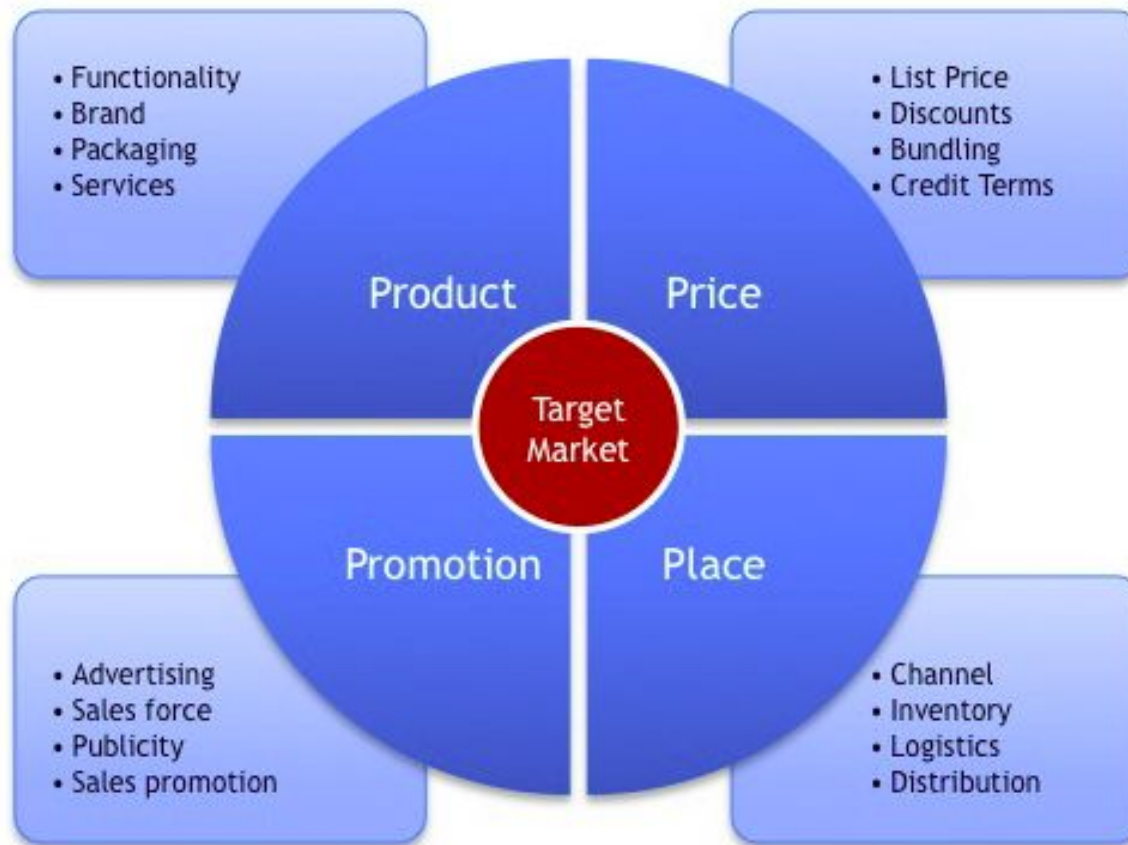 • Functionality
• Brand
• Packaging
• Services
• List Price
• Discounts
• Bundling
• Credit Terms
Product
Price
Target
Market
Promotion
Place
• Advertising
• Sales force
• Publicity
• Sales promotion
• Channel
• Inventory
• Logistics
• Distribution